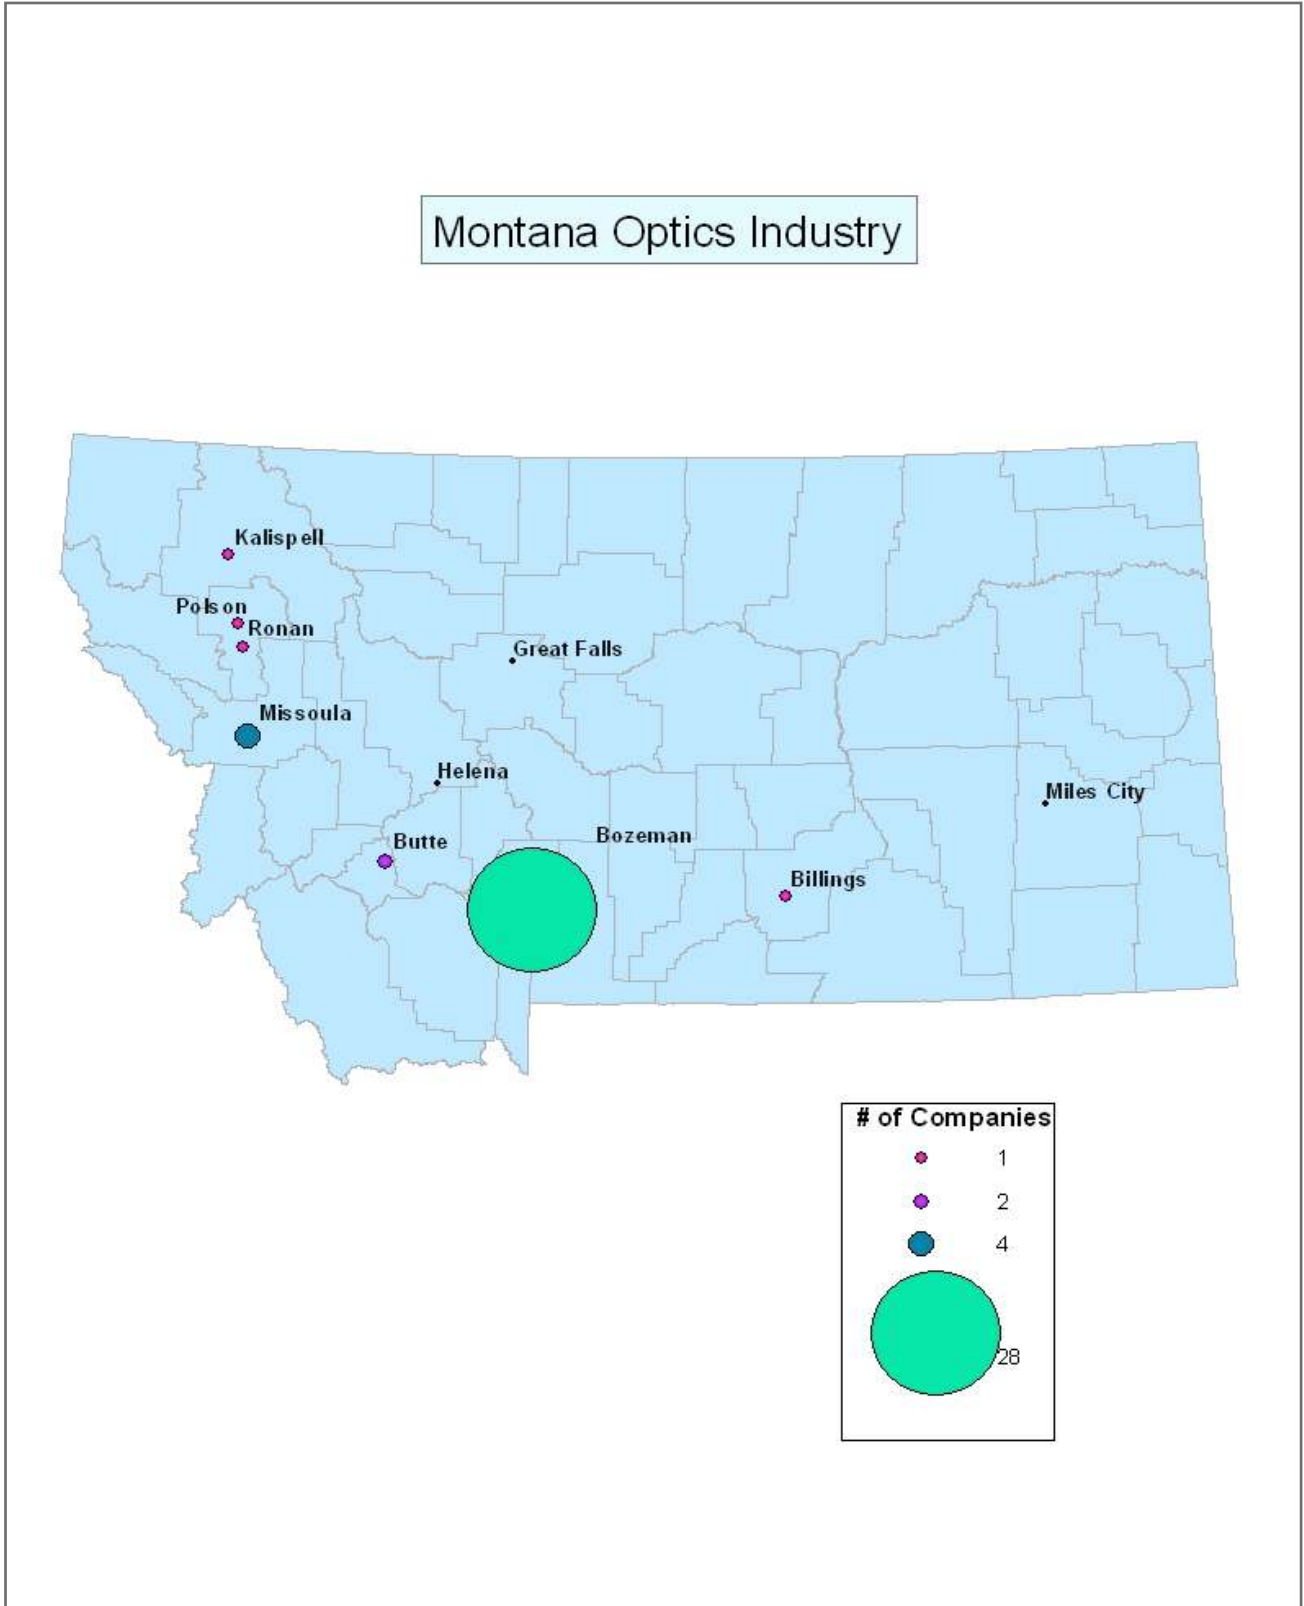 Montana Optics Industry
Kalispell
Polson
Ronan
Great Falls
Missoula
Helena
Miles City
Bozeman
Butte
Billings
# of Companies
1
2
4
28